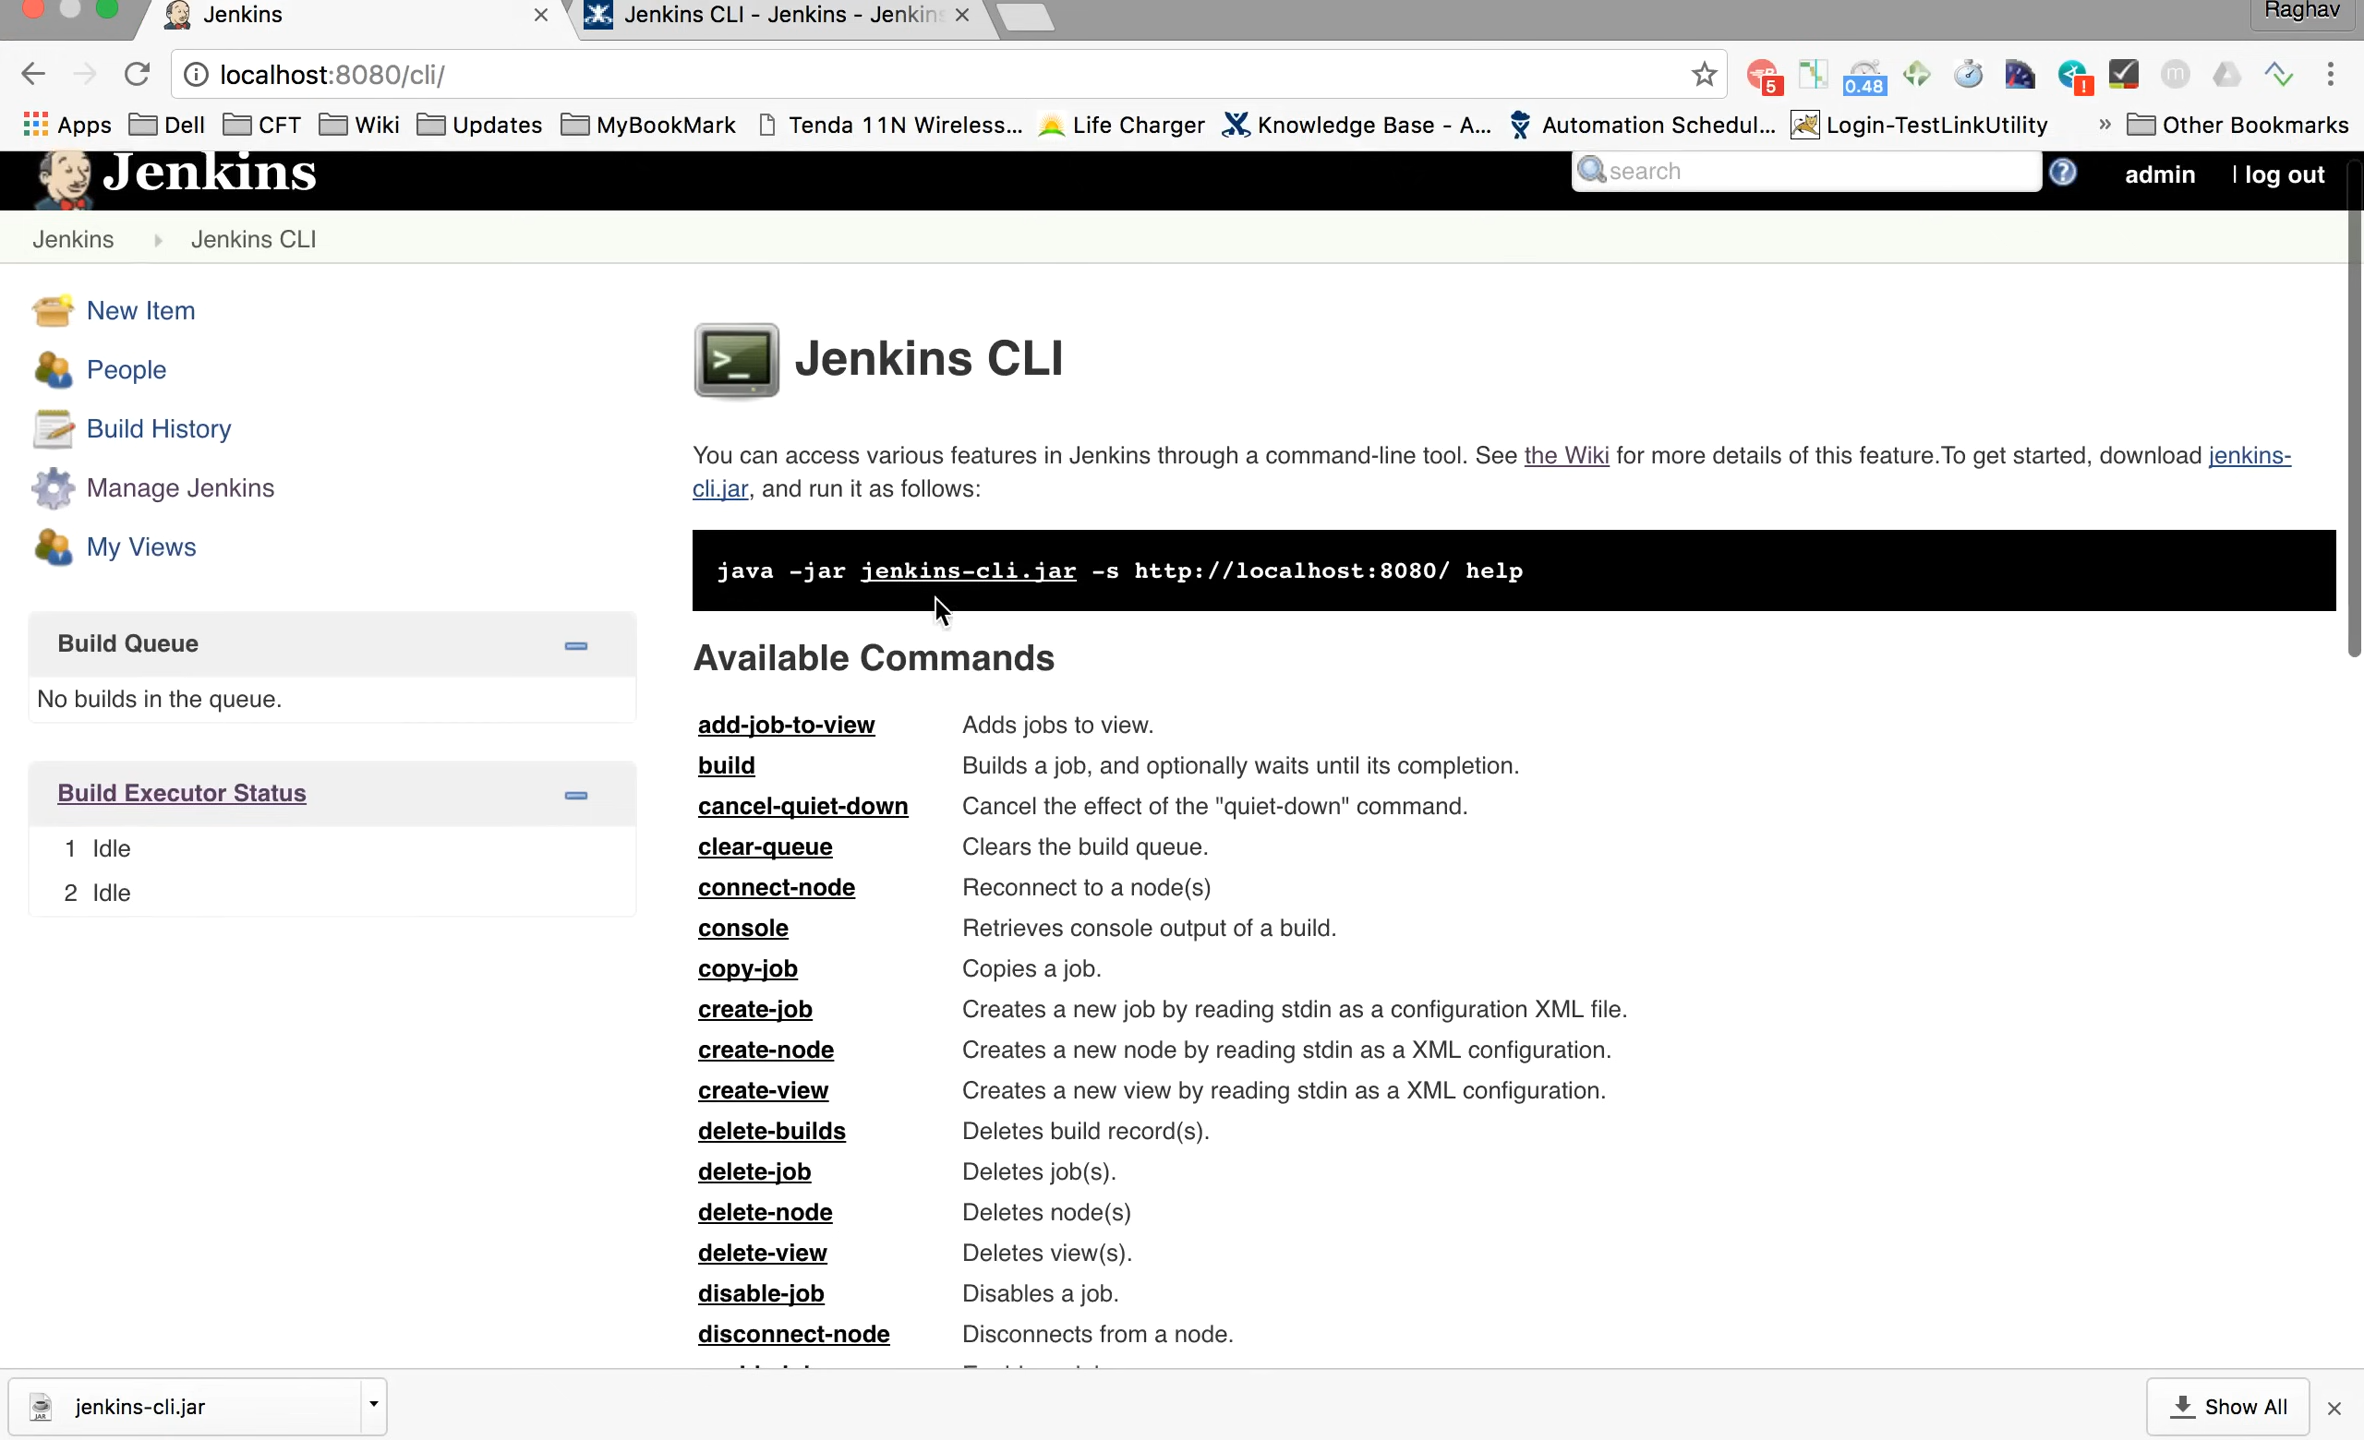 Jenkins
Jenkins CLI - Jenkins - Jenkins
Raghav
localhost:8080/cli/
5
0.48
!
m
Apps
Dell
CFT
Wiki
Updates
MyBookMark
Tenda 11N Wireless...
Life Charger
Knowledge Base - A...
Automation Schedul...
Login-TestLinkUtility
»
Other Bookmarks
Jenkins
search
?
admin
| log out
Jenkins
Jenkins CLI
New Item
People
Build History
Manage Jenkins
My Views
Build Queue
No builds in the queue.
Build Executor Status
1 Idle
2 Idle
>_
Jenkins CLI
You can access various features in Jenkins through a command-line tool. See the Wiki for more details of this feature.To get started, download jenkins-
cli.jar, and run it as follows:
java -jar jenkins-cli.jar -s http://localhost:8080/ help
Available Commands
add-job-to-view Adds jobs to view.
build Builds a job, and optionally waits until its completion.
cancel-quiet-down Cancel the effect of the "quiet-down" command.
clear-queue Clears the build queue.
connect-node Reconnect to a node(s)
console Retrieves console output of a build.
copy-job Copies a job.
create-job Creates a new job by reading stdin as a configuration XML file.
create-node Creates a new node by reading stdin as a XML configuration.
create-view Creates a new view by reading stdin as a XML configuration.
delete-builds Deletes build record(s).
delete-job Deletes job(s).
delete-node Deletes node(s)
delete-view Deletes view(s).
disable-job Disables a job.
disconnect-node Disconnects from a node.
JAR
jenkins-cli.jar
Show All